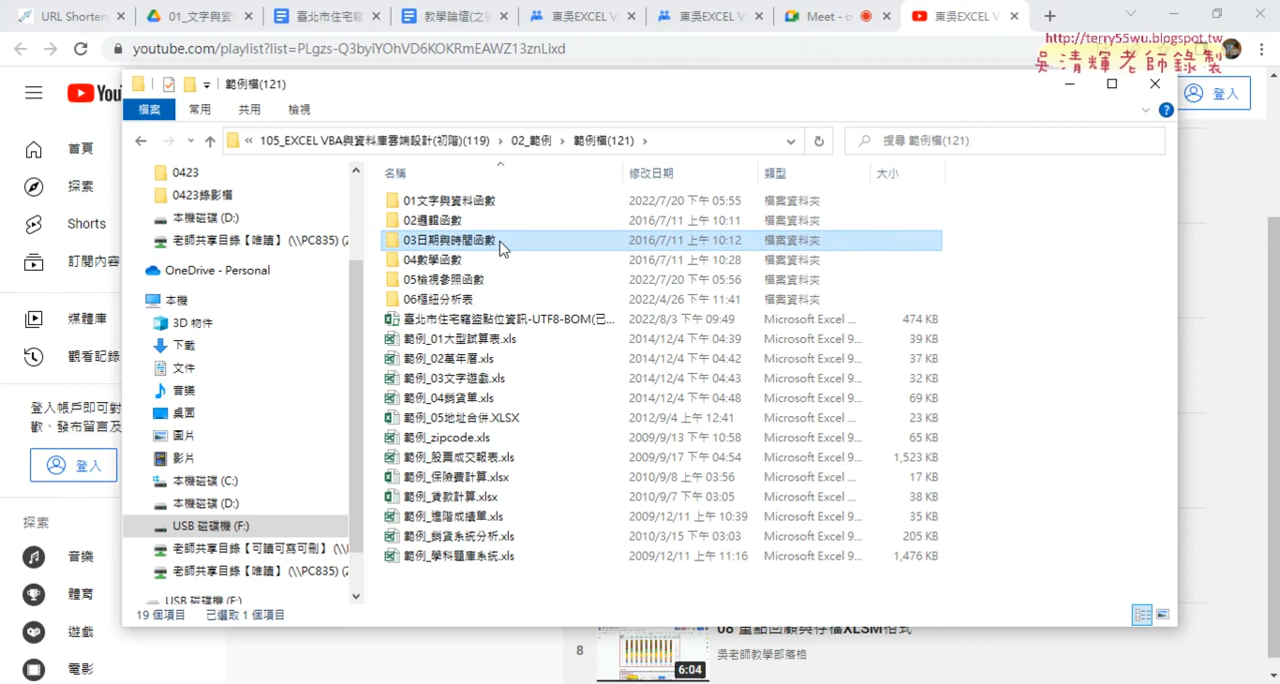 URL Shorten
01_文字與資
臺北市住宅竊
教學論壇(之後
東吳EXCEL V
東吳EXCEL V
Meet - o
東吳EXCEL V
youtube.com/playlist?list=PLgzs-Q3byiYOhVD6KOKRmEAWZ13znLixd
http://terry55wu.blogspot.tw
吳清輝老師錄製
範例檔(121)
檔案 常用 共用 檢視
登入
« 105_EXCEL VBA與資料庫雲端設計(初階)(119) › 02_範例 › 範例檔(121) ›
搜尋 範例檔(121)
首頁
探索
Shorts
訂閱內容
媒體庫
觀看記錄
登入帳戶即可對
歡、發布留言及
登入
探索
音樂
體育
遊戲
電影
0423
0423錄影檔
本機磁碟 (D:)
老師共享目錄【唯讀】 (\\PC835) (Z
OneDrive - Personal
本機
3D 物件
下載
文件
音樂
桌面
圖片
影片
本機磁碟 (C:)
本機磁碟 (D:)
USB 磁碟機 (F:)
老師共享目錄【可讀可寫可刪】 (\\
老師共享目錄【唯讀】 (\\PC835) (Z
USB 磁碟機 (F:)
名稱 修改日期 類型 大小
01文字與資料函數 2022/7/20 下午 05:55 檔案資料夾
02邏輯函數 2016/7/11 上午 10:11 檔案資料夾
03日期與時間函數 2016/7/11 上午 10:12 檔案資料夾
04數學函數 2016/7/11 上午 10:28 檔案資料夾
05檢視參照函數 2022/7/20 下午 05:56 檔案資料夾
06樞紐分析表 2022/4/26 下午 11:41 檔案資料夾
臺北市住宅竊盜點位資訊-UTF8-BOM(已... 2022/8/3 下午 09:49 Microsoft Excel ... 474 KB
範例_01大型試算表.xls 2014/12/4 下午 04:39 Microsoft Excel 9... 39 KB
範例_02萬年曆.xls 2014/12/4 下午 04:42 Microsoft Excel 9... 37 KB
範例_03文字遊戲.xls 2014/12/4 下午 04:43 Microsoft Excel 9... 32 KB
範例_04銷貨單.xls 2014/12/4 下午 04:48 Microsoft Excel 9... 69 KB
範例_05地址合併.XLSX 2012/9/4 上午 12:41 Microsoft Excel ... 23 KB
範例_zipcode.xls 2009/9/13 下午 10:58 Microsoft Excel 9... 65 KB
範例_股票成交報表.xls 2009/9/17 下午 04:54 Microsoft Excel 9... 1,523 KB
範例_保險費計算.xlsx 2010/9/8 上午 03:56 Microsoft Excel ... 17 KB
範例_貸款計算.xlsx 2010/9/7 下午 03:05 Microsoft Excel ... 38 KB
範例_進階成績單.xls 2009/12/11 上午 10:39 Microsoft Excel 9... 35 KB
範例_銷貨系統分析.xls 2010/3/15 下午 03:03 Microsoft Excel 9... 205 KB
範例_學科題庫系統.xls 2009/12/11 上午 11:16 Microsoft Excel 9... 1,476 KB
19 個項目 已選取 1 個項目
08 重點回顧與存檔XLSM格式
8
吳老師教學部落格
6:04